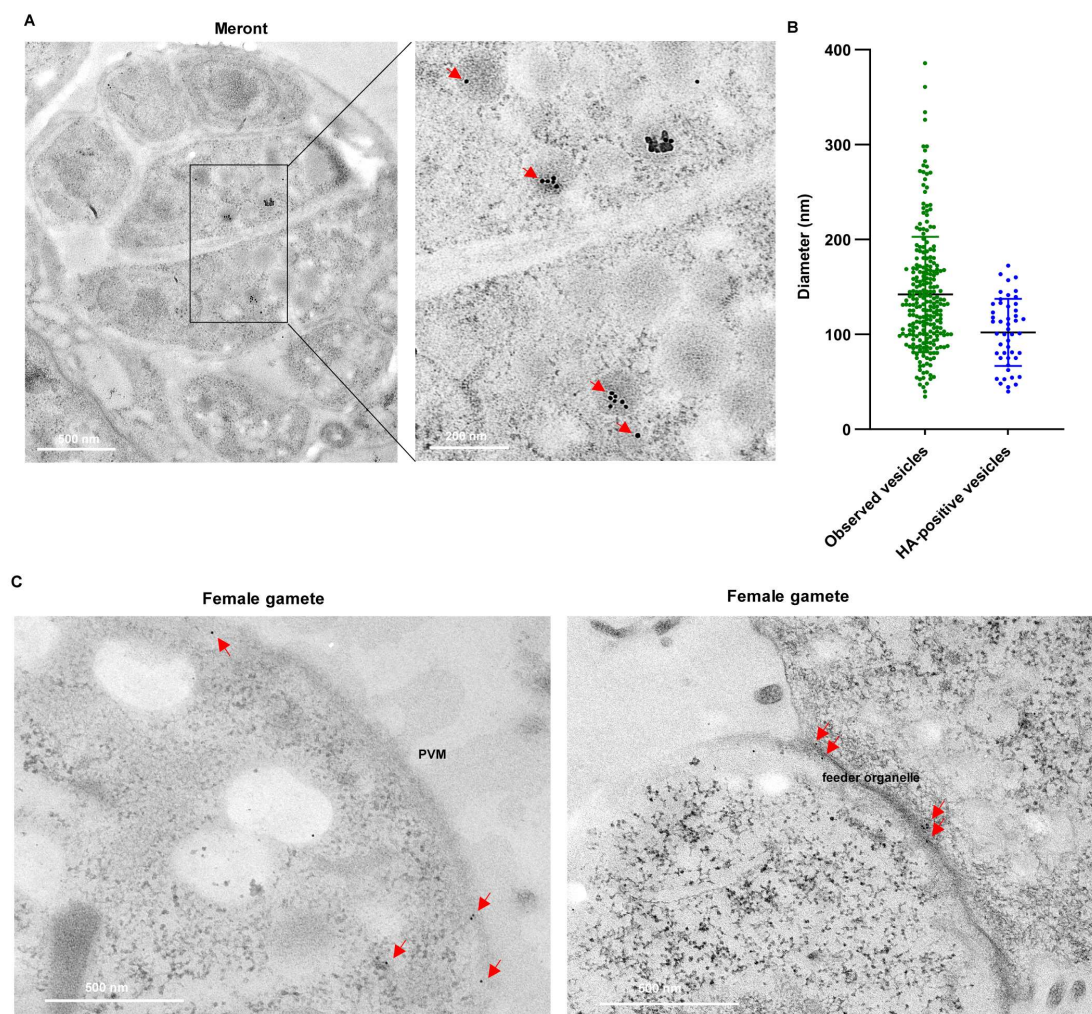 A
Meront
500 nm
200 nm
B
Diameter (nm)
400
300
200
100
0
Observed vesicles
HA-positive vesicles
C
Female gamete
PVM
500 nm
Female gamete
feeder organelle
500 nm